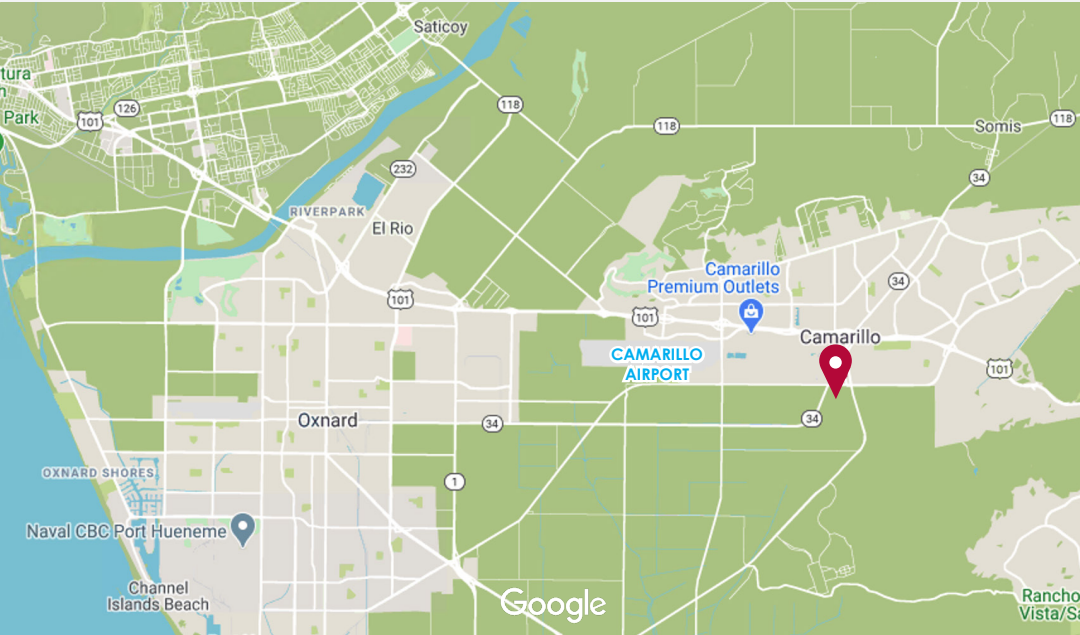 Saticoy
tura
n
Park
126
101
118
118
118
Somis
232
34
RIVERPARK
El Rio
Camarillo
Premium Outlets
34
101
101
Camarillo
CAMARILLO
AIRPORT
101
Oxnard
34
34
OXNARD SHORES
1
Naval CBC Port Hueneme
Channel
Islands Beach
Google
Rancho
Vista/Sa